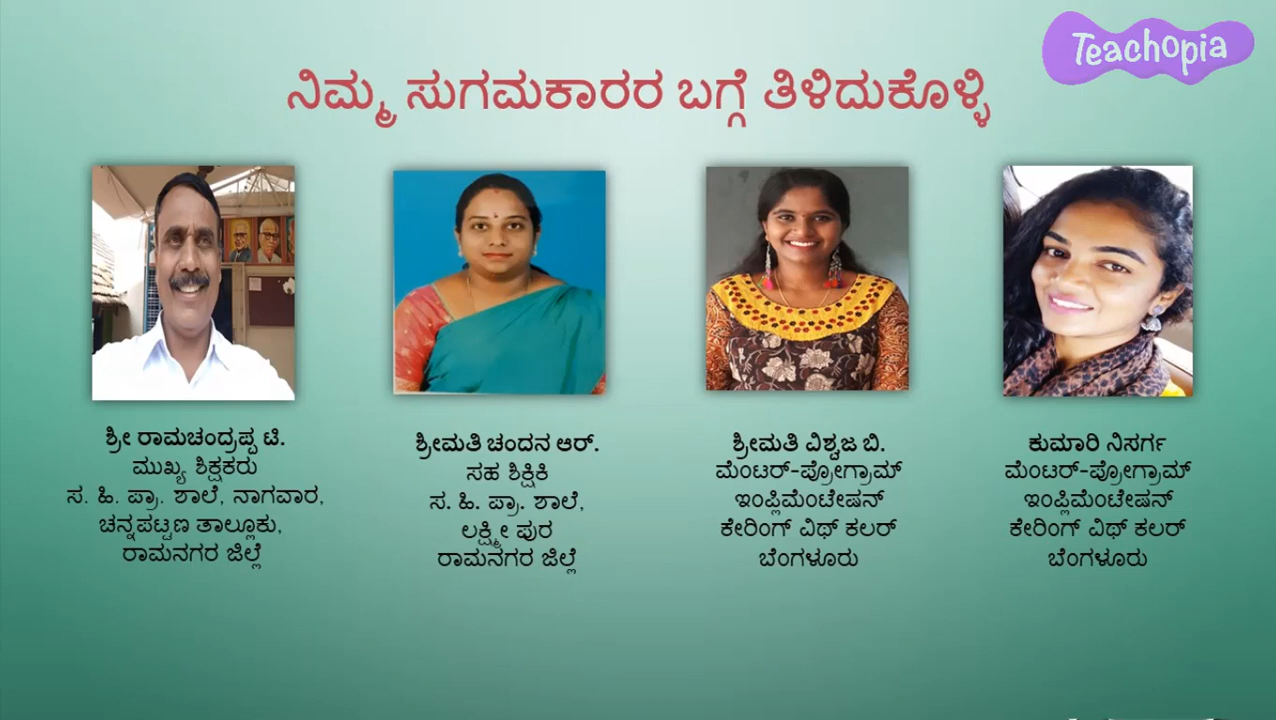 Teachopia
ನಿಮ್ಮ ಸುಗಮಕಾರರ ಬಗ್ಗೆ ತಿಳಿದುಕೊಳ್ಳಿ
ಶ್ರೀ ರಾಮಚಂದ್ರಪ್ಪ ಟಿ.
ಮುಖ್ಯ ಶಿಕ್ಷಕರು
ಸ. ಹಿ. ಪ್ರಾ. ಶಾಲೆ, ನಾಗವಾರ,
ಚನ್ನಪಟ್ಟಣ ತಾಲ್ಲೂಕು,
ರಾಮನಗರ ಜಿಲ್ಲೆ
ಶ್ರೀಮತಿ ಚಂದನ ಆರ್.
ಸಹ ಶಿಕ್ಷಿಕಿ
ಸ. ಹಿ. ಪ್ರಾ. ಶಾಲೆ,
ಲಕ್ಷ್ಮೀ ಪುರ
ರಾಮನಗರ ಜಿಲ್ಲೆ
ಶ್ರೀಮತಿ ವಿಶ್ವಜ ಬಿ.
ಮೆಂಟರ್-ಪ್ರೋಗ್ರಾಮ್
ಇಂಪ್ಲಿಮೆಂಟೇಷನ್
ಕೇರಿಂಗ್ ವಿಥ್ ಕಲರ್
ಬೆಂಗಳೂರು
ಕುಮಾರಿ ನಿಸರ್ಗ
ಮೆಂಟರ್-ಪ್ರೋಗ್ರಾಮ್
ಇಂಪ್ಲಿಮೆಂಟೇಷನ್
ಕೇರಿಂಗ್ ವಿಥ್ ಕಲರ್
ಬೆಂಗಳೂರು